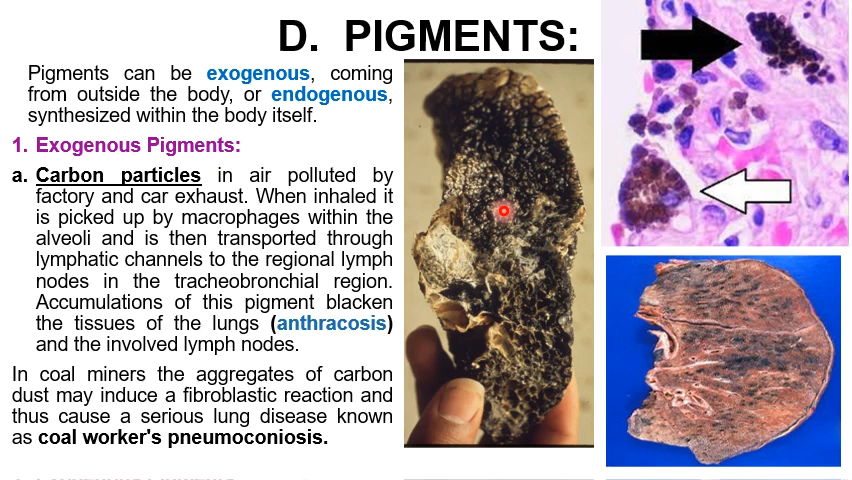 D. PIGMENTS:
Pigments can be exogenous, coming
from outside the body, or endogenous,
synthesized within the body itself.
1. Exogenous Pigments:
a. Carbon particles in air polluted by
factory and car exhaust. When inhaled it
is picked up by macrophages within the
alveoli and is then transported through
lymphatic channels to the regional lymph
nodes in the tracheobronchial region.
Accumulations of this pigment blacken
the tissues of the lungs (anthracosis)
and the involved lymph nodes.
In coal miners the aggregates of carbon
dust may induce a fibroblastic reaction and
thus cause a serious lung disease known
as coal worker's pneumoconiosis.